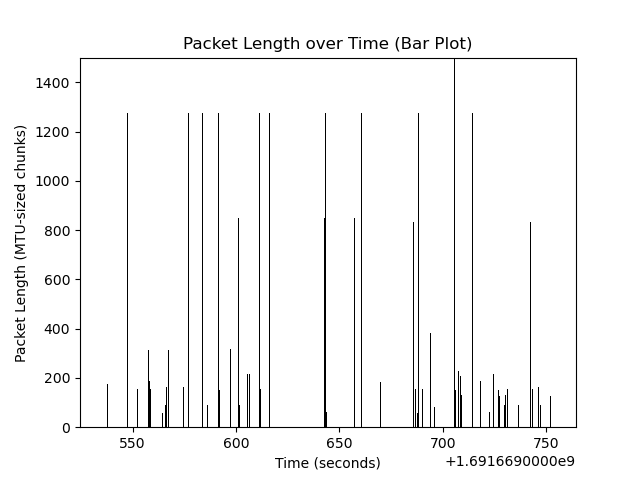 Packet Length over Time (Bar Plot)
Packet Length (MTU-sized chunks)
1400
1200
1000
800
600
400
200
0
550 600 650 700 750
Time (seconds)
+1.6916690000e9